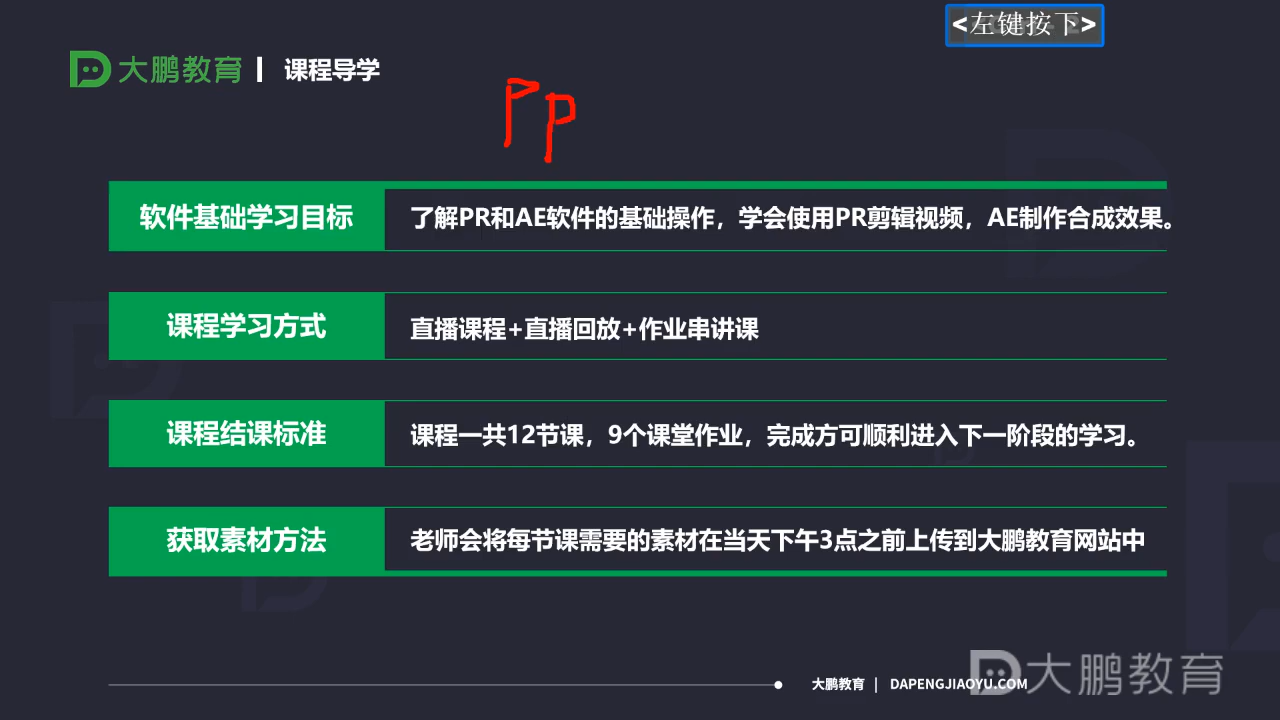 <左键按下>
大鹏教育 | 课程导学
Pp
软件基础学习目标
了解PR和AE软件的基础操作，学会使用PR剪辑视频，AE制作合成效果。
课程学习方式
直播课程+直播回放+作业串讲课
课程结课标准
课程一共12节课，9个课堂作业，完成方可顺利进入下一阶段的学习。
获取素材方法
老师会将每节课需要的素材在当天下午3点之前上传到大鹏教育网站中
大鹏教育 | DAPENGJIAOYU.COM
大鹏教育